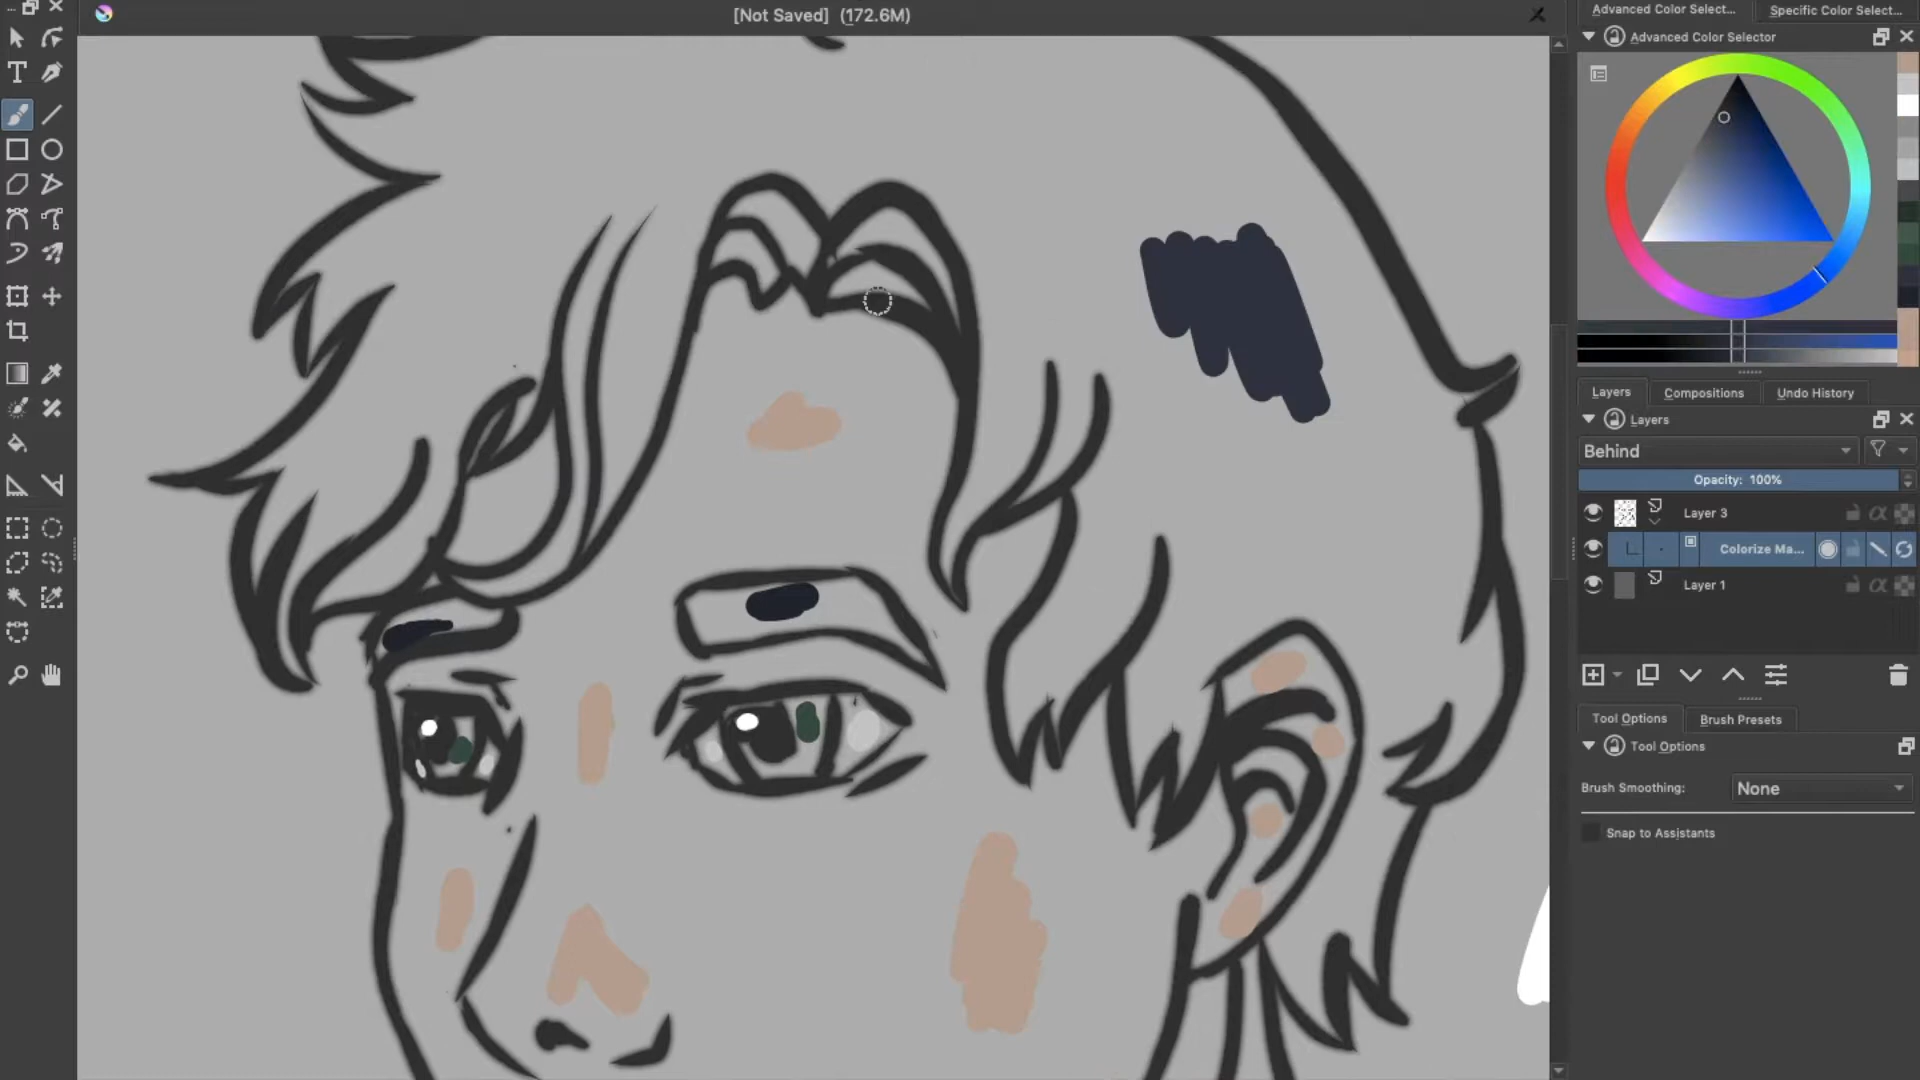 [Not Saved] (172.6M)
Advanced Color Select...
Specific Color Select...
Advanced Color Selector
Layers
Compositions
Undo History
Layers
Behind
Opacity: 100%
Layer 3
Colorize Ma...
Layer 1
Tool Options
Brush Presets
Tool Options
Brush Smoothing:
None
Snap to Assistants